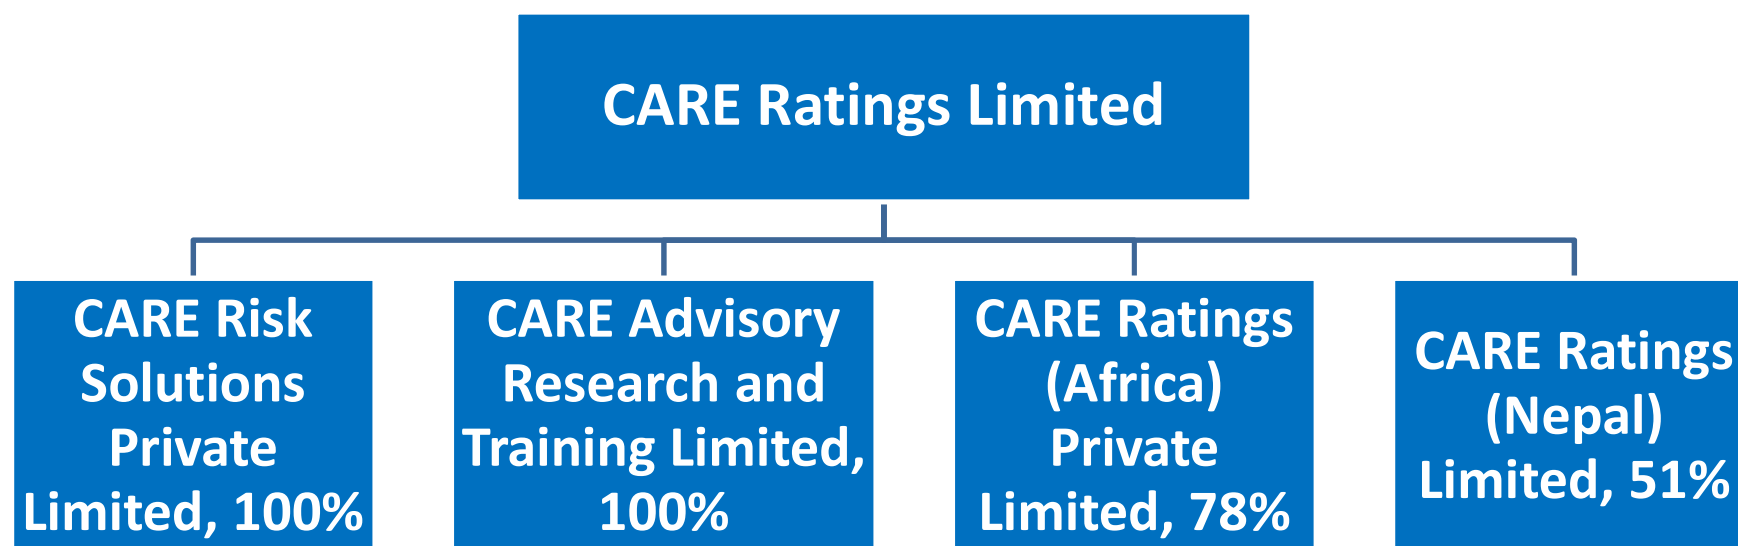 CARE Ratings Limited
CARE Risk
Solutions
Private
Limited, 100%
CARE Advisory
Research and
Training Limited,
100%
CARE Ratings
(Africa)
Private
Limited, 78%
CARE Ratings
(Nepal)
Limited, 51%